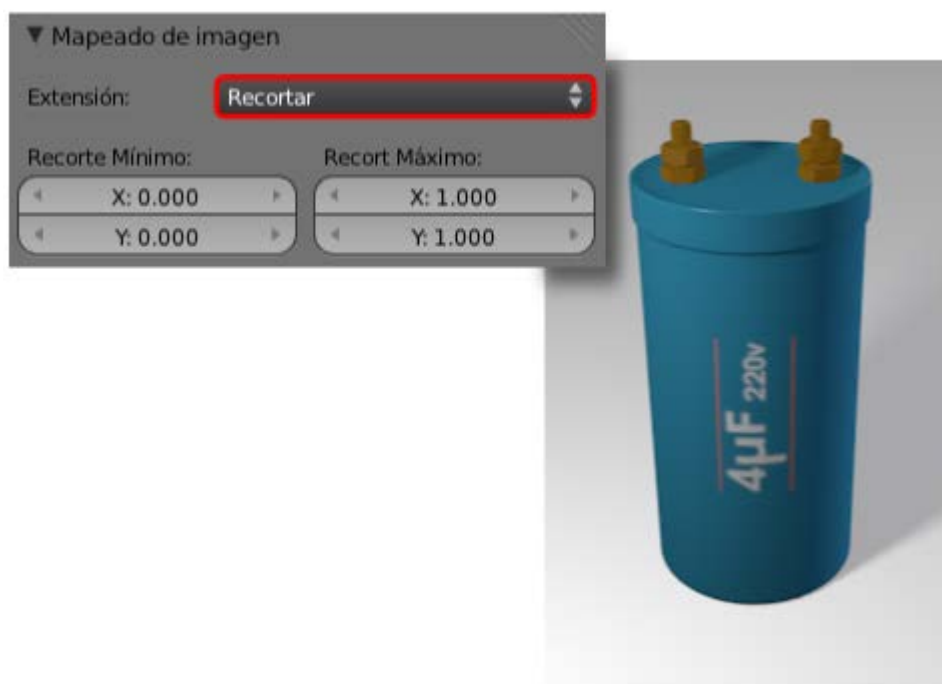 Mapeado de imagen
Extensión: Recortar
Recorte Mínimo: Recort Máximo:
X: 0.000 X: 1.000
Y: 0.000 Y: 1.000
4µF 220v